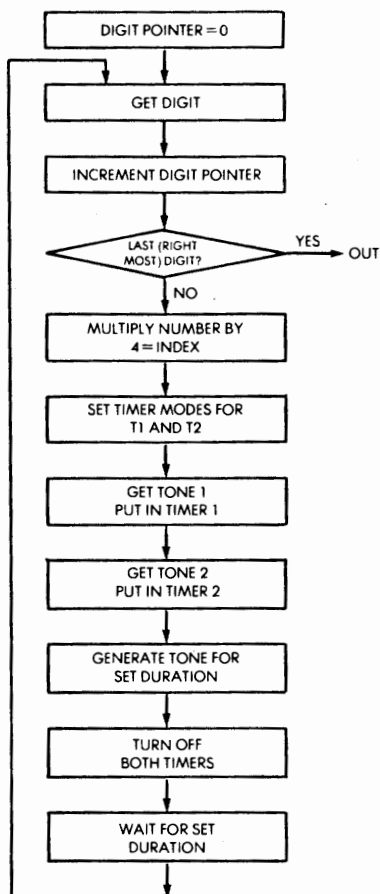 DIGIT POINTER = 0
GET DIGIT
INCREMENT DIGIT POINTER
LAST (RIGHT
MOST) DIGIT?
YES
OUT
NO
MULTIPLY NUMBER BY
4 = INDEX
SET TIMER MODES FOR
T1 AND T2
GET TONE 1
PUT IN TIMER 1
GET TONE 2
PUT IN TIMER 2
GENERATE TONE FOR
SET DURATION
TURN OFF
BOTH TIMERS
WAIT FOR SET
DURATION